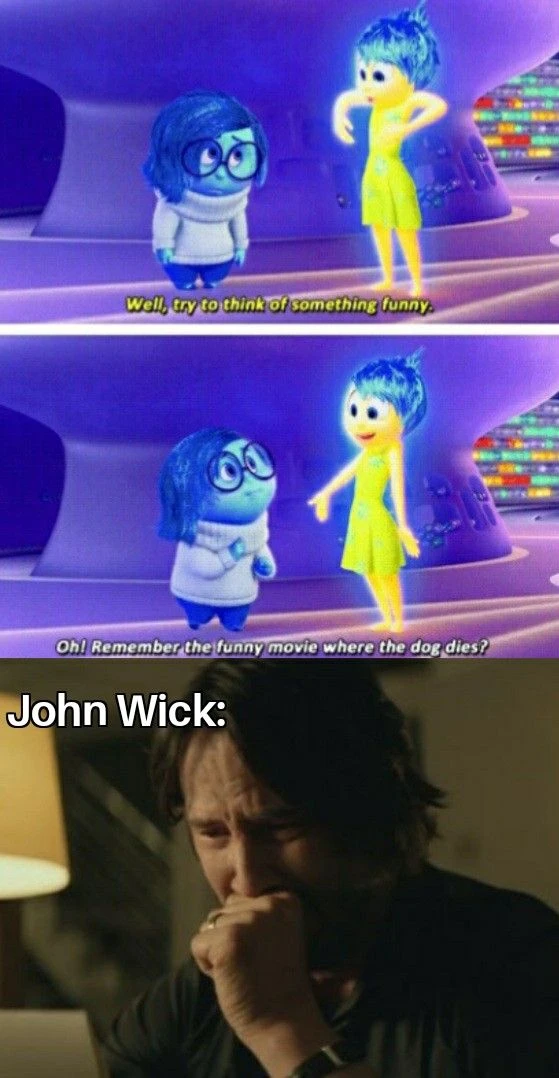 Well, try to think of something funny.
Oh! Remember the funny movie where the dog dies?
John Wick: